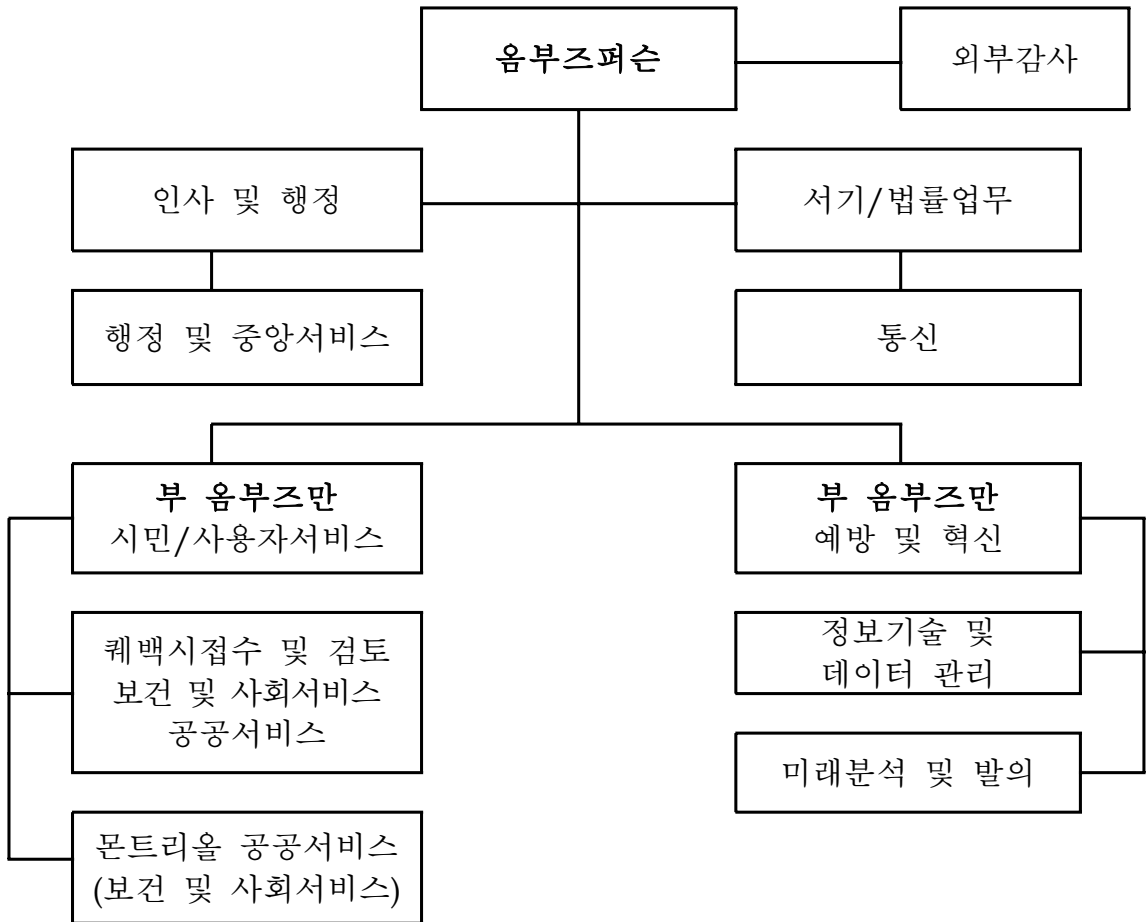 옴부즈퍼슨
외부감사
인사 및 행정
서기/법률업무
행정 및 중앙서비스
통신
부 옴부즈만
시민/사용자서비스
부 옴부즈만
예방 및 혁신
퀘백시접수 및 검토
보건 및 사회서비스
공공서비스
정보기술 및
데이터 관리
미래분석 및 발의
몬트리올 공공서비스
(보건 및 사회서비스)